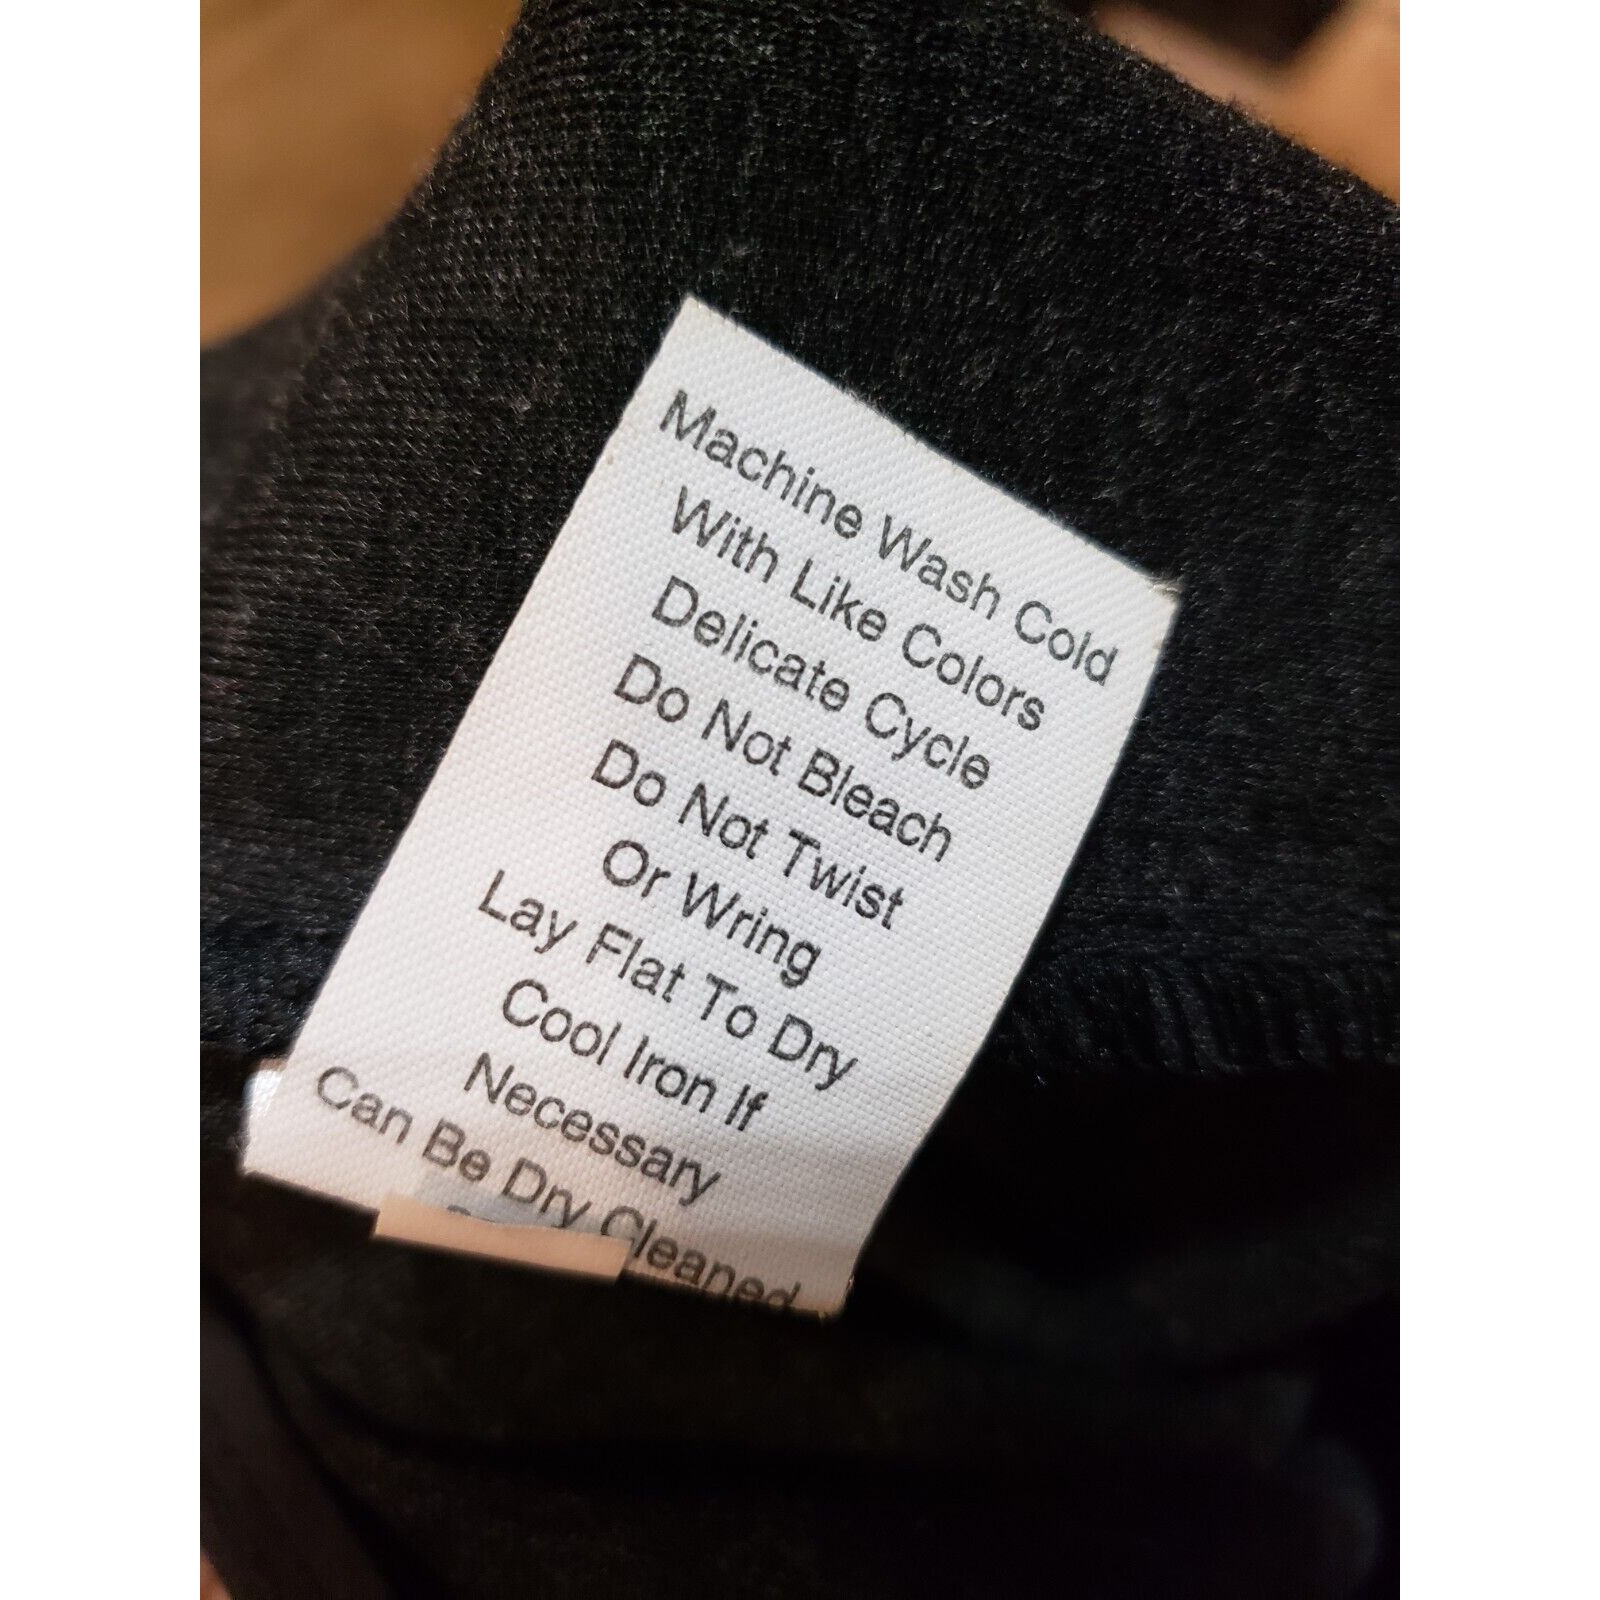 Machine Wash Cold
With Like Colors
Delicate Cycle
Do Not Bleach
Do Not Twist
Or Wring
Lay Flat To Dry
Cool Iron If
Necessary
Can Be Dry Cleaned